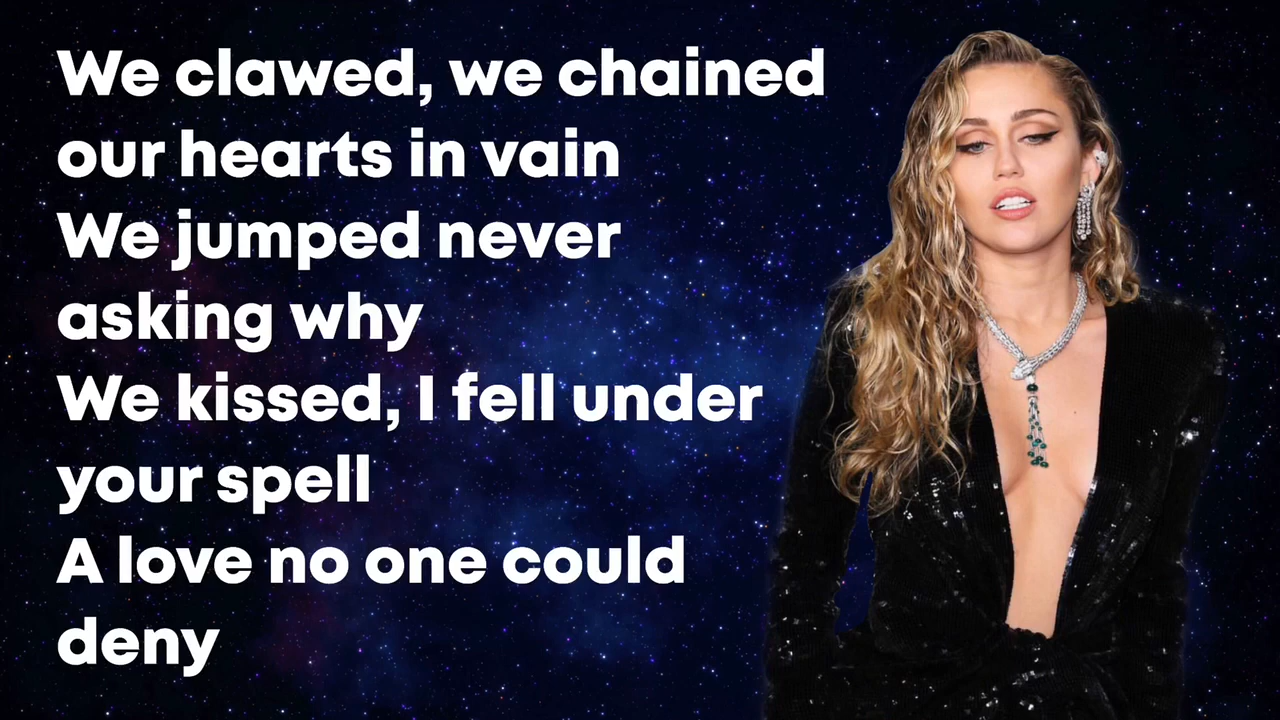 We clawed, we chained
our hearts in vain
We jumped never
asking why
We kissed, I fell under
your spell
A love no one could
deny